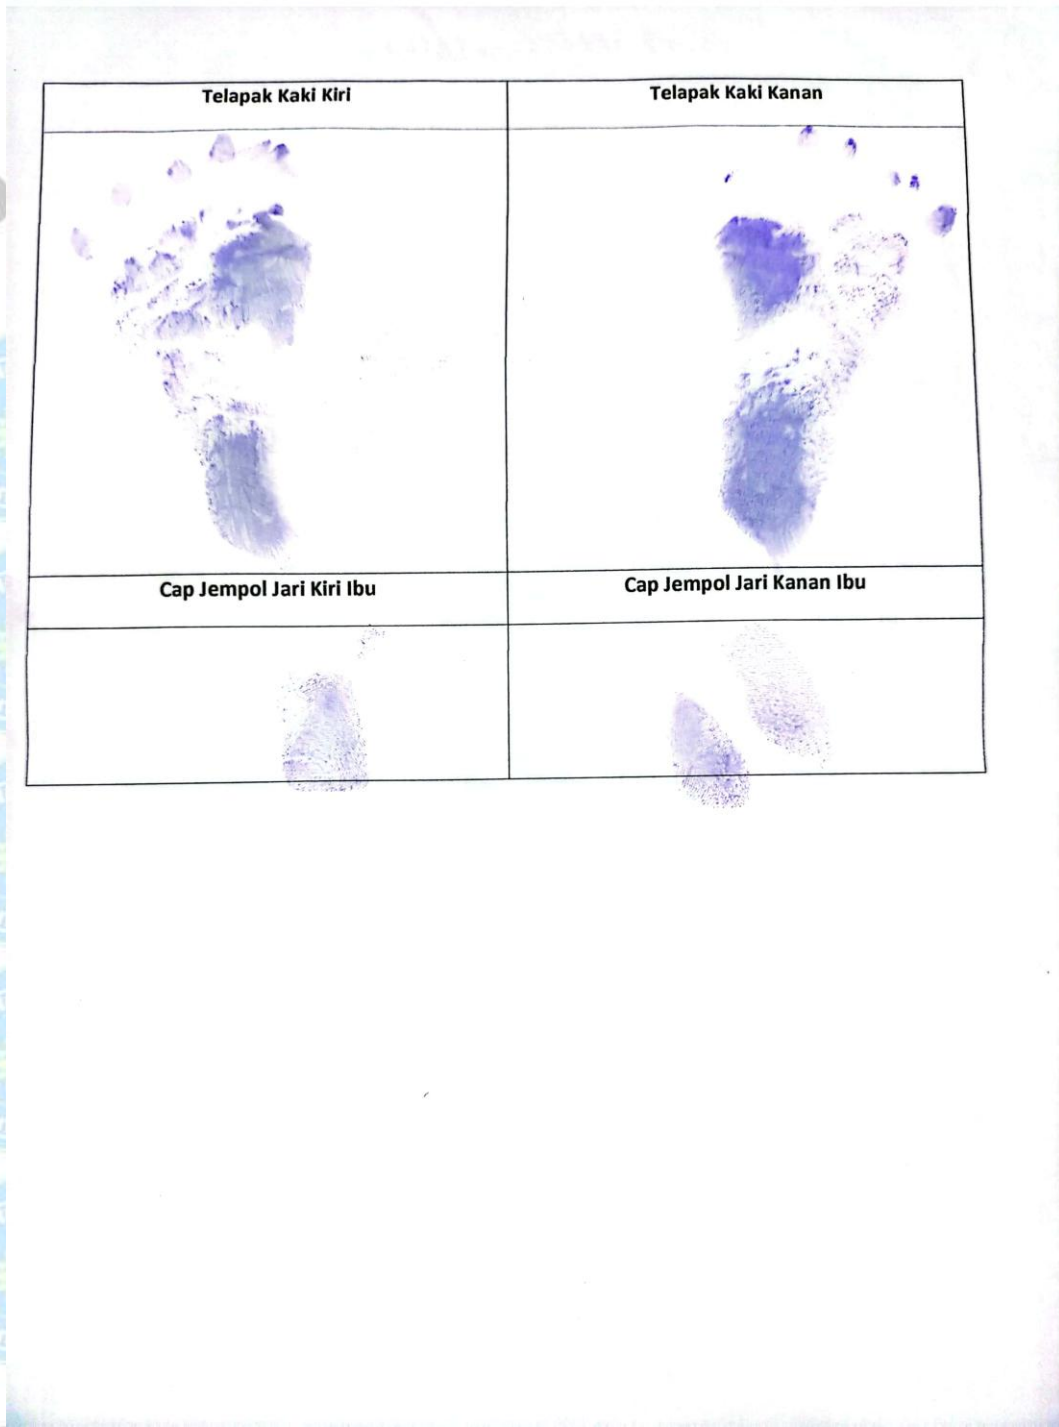 Telapak Kaki Kiri
Telapak Kaki Kanan
Cap Jempol Jari Kiri Ibu
Cap Jempol Jari Kanan Ibu